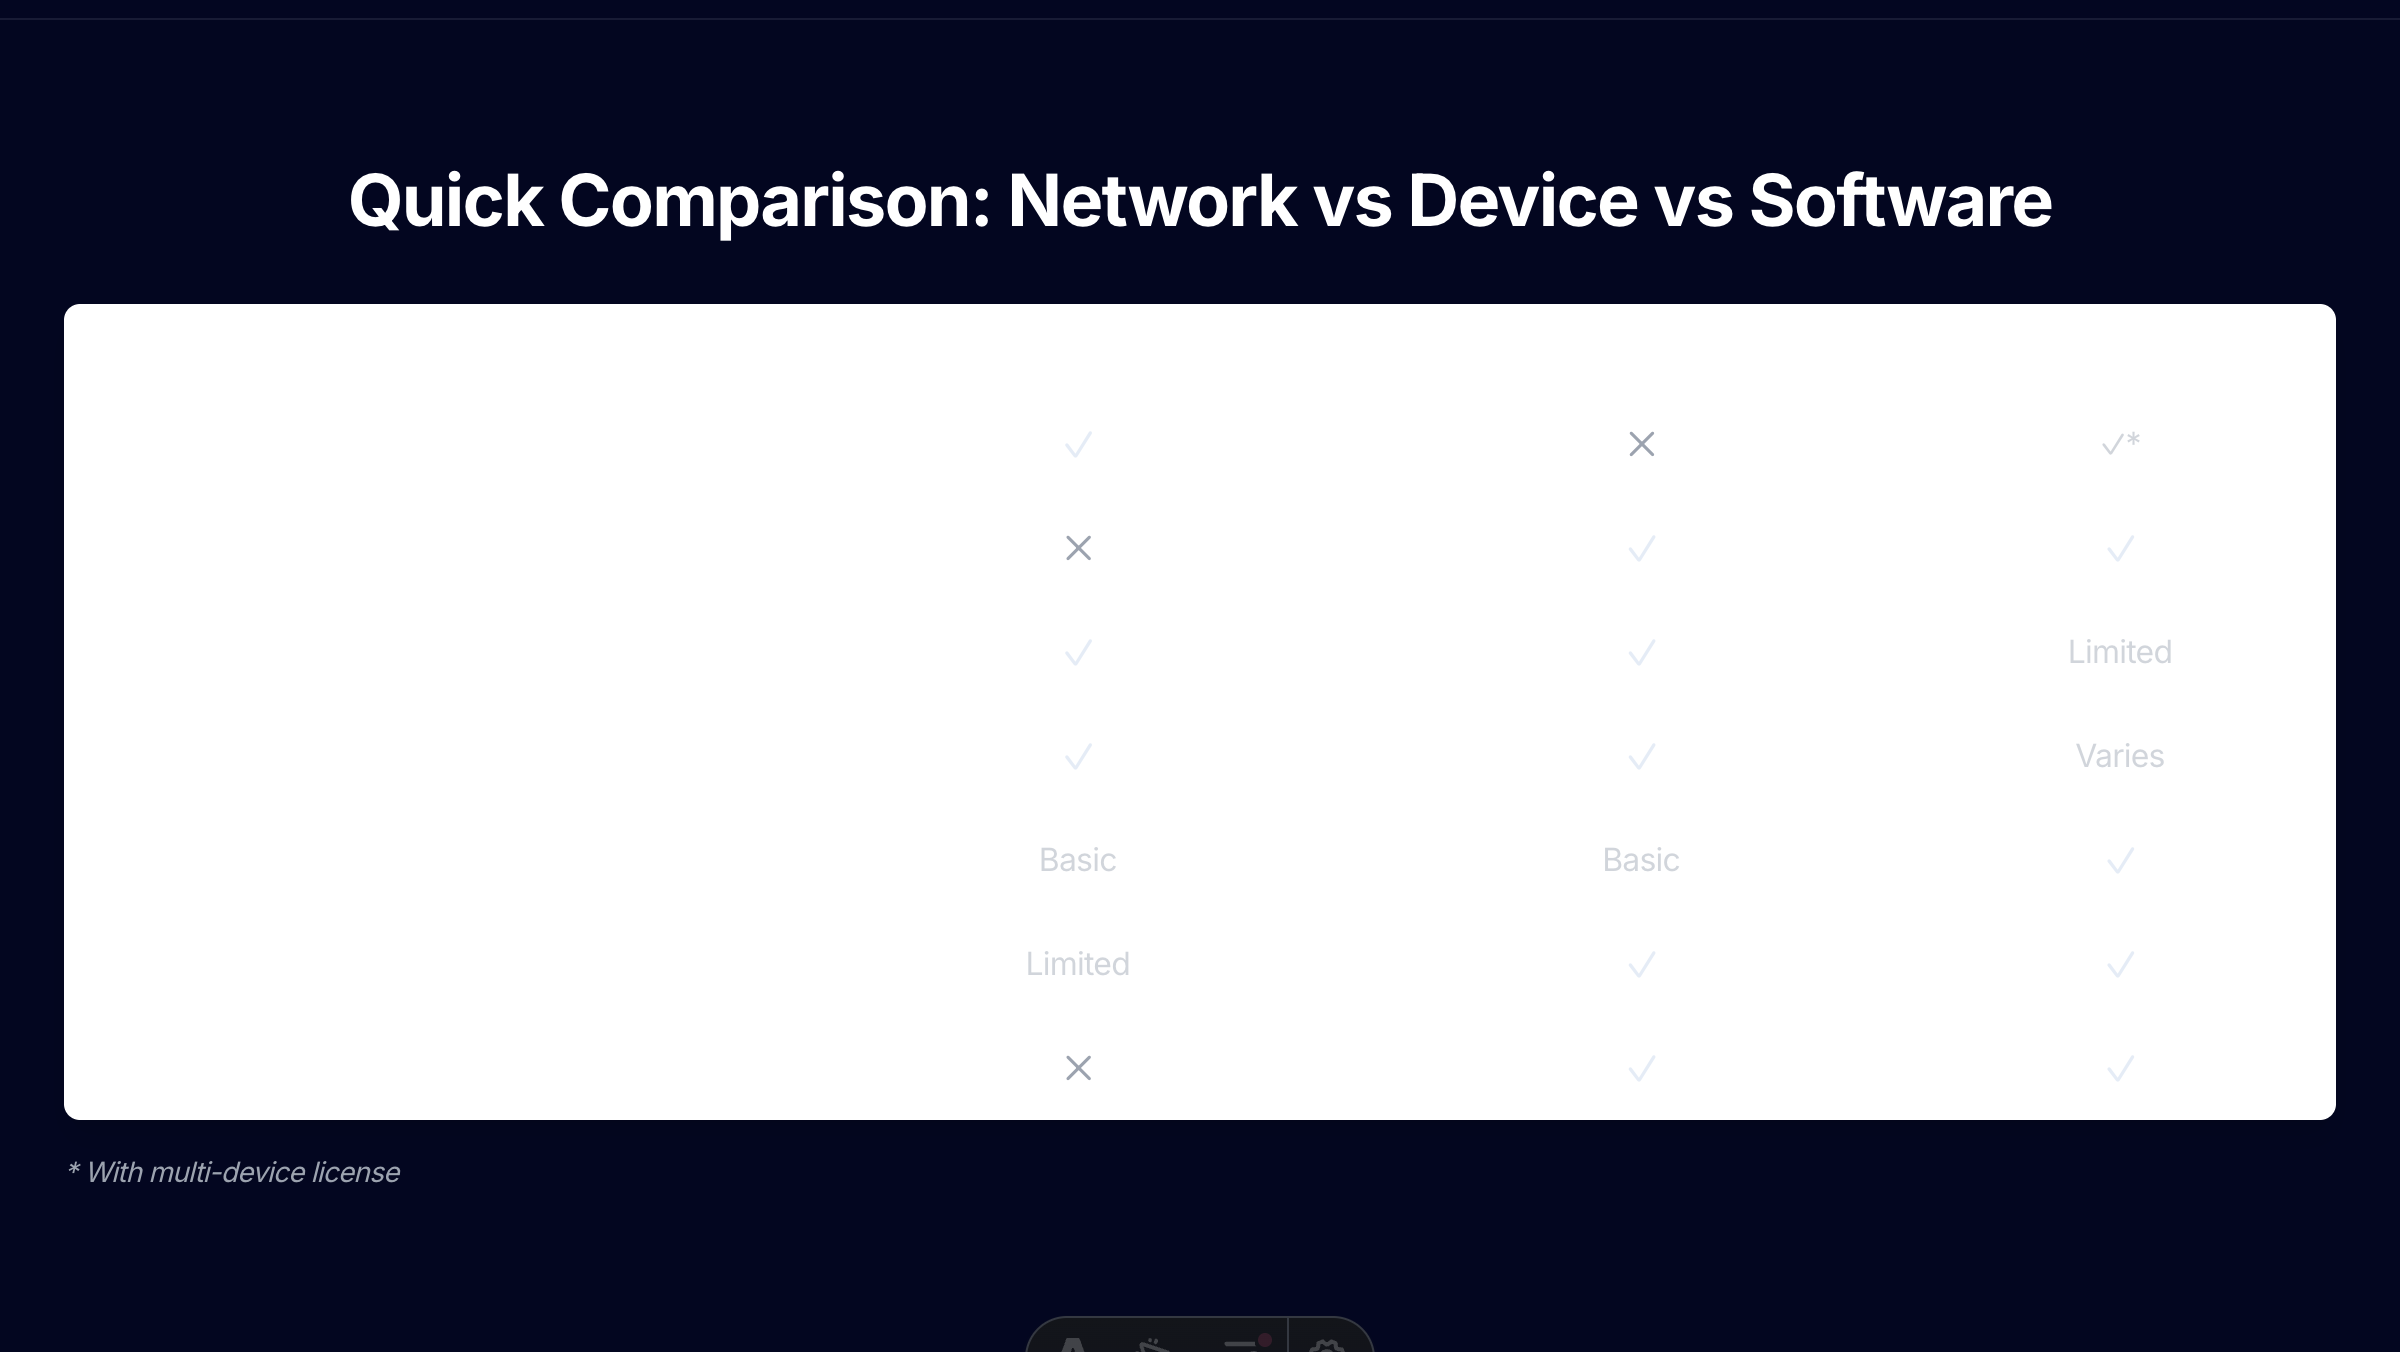 Quick Comparison: Network vs Device vs Software
✓ ✕ ✓*
✕ ✓ ✓
✓ ✓ Limited
✓ ✓ Varies
Basic Basic ✓
Limited ✓ ✓
✕ ✓ ✓
* With multi-device license